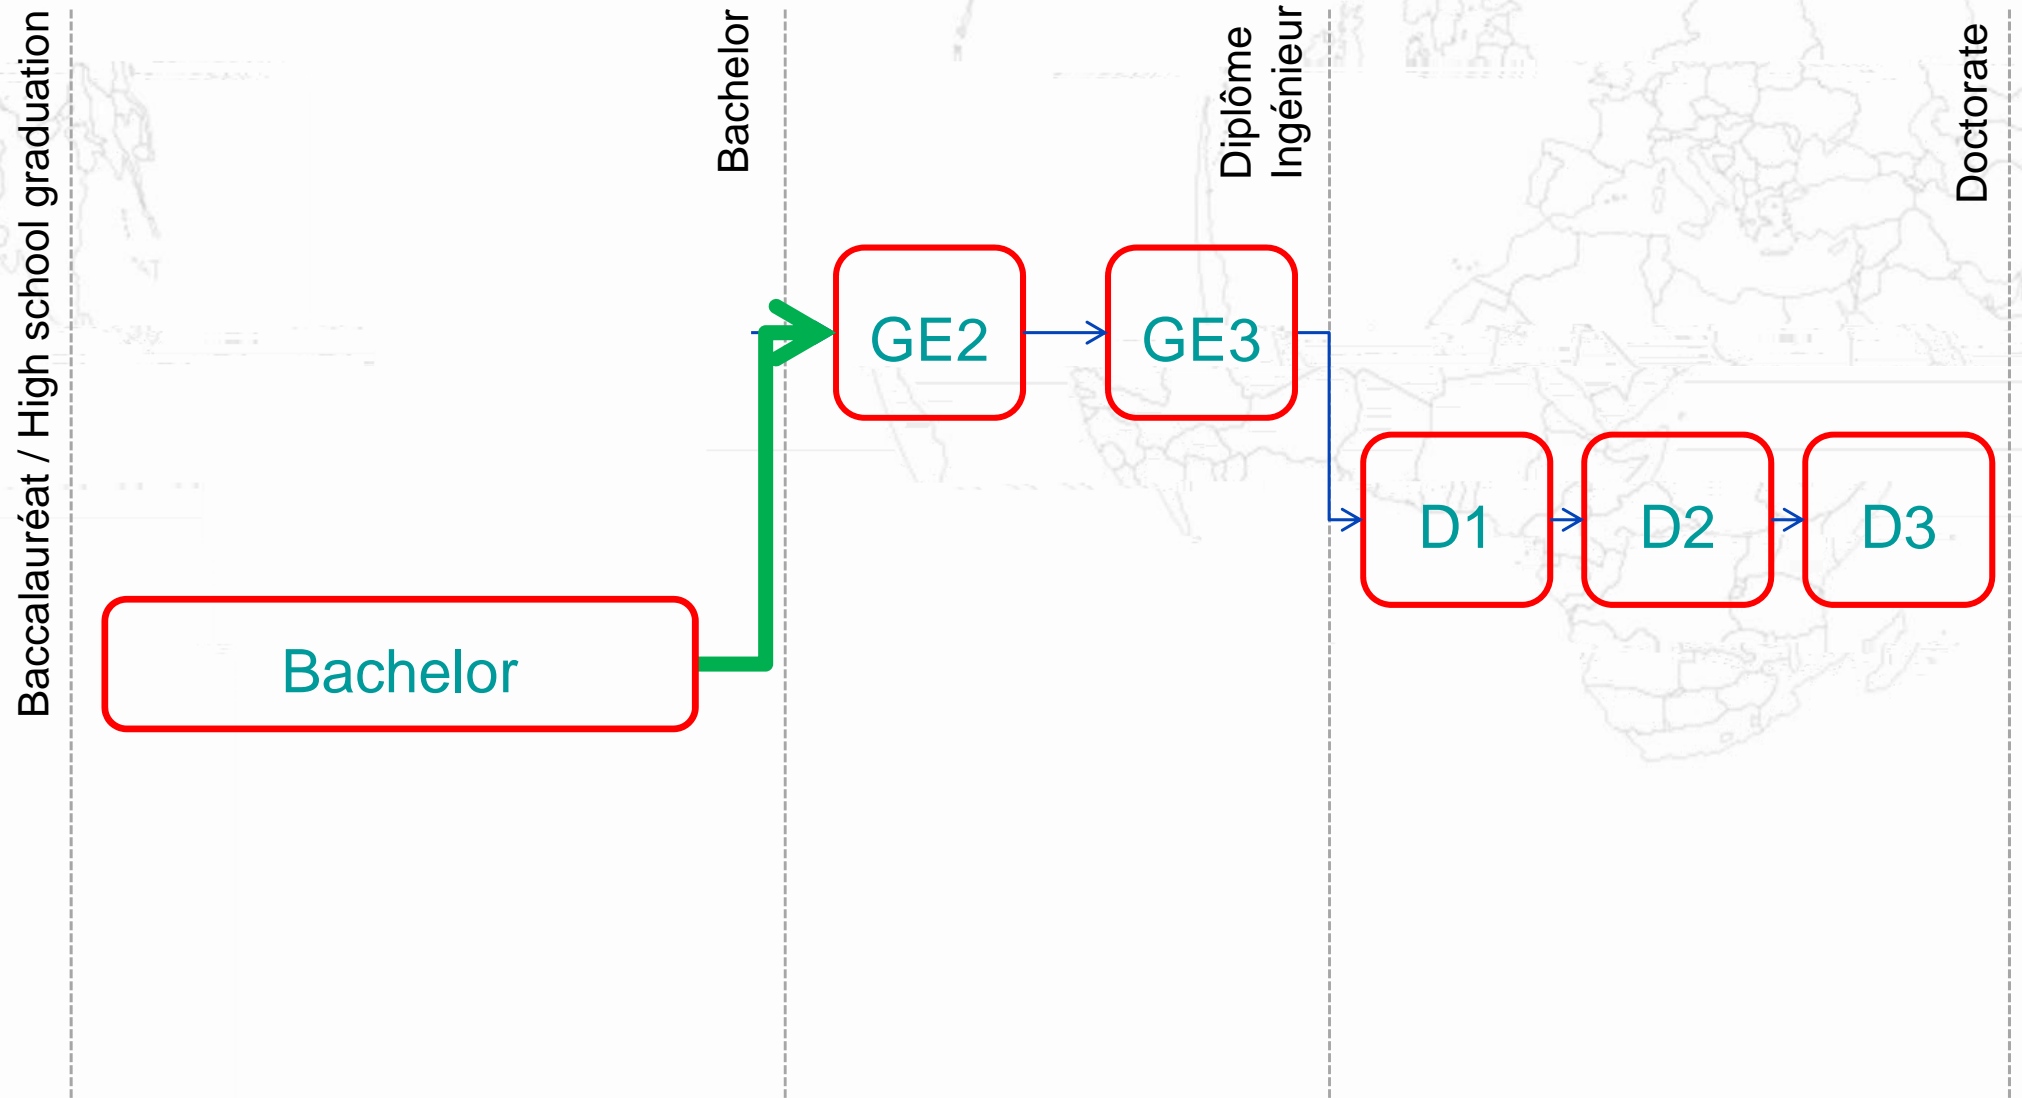 Baccalauréat / High school graduation
Bachelor
Diplôme
Ingénieur
Doctorate
GE2
GE3
D1
D2
D3
Bachelor